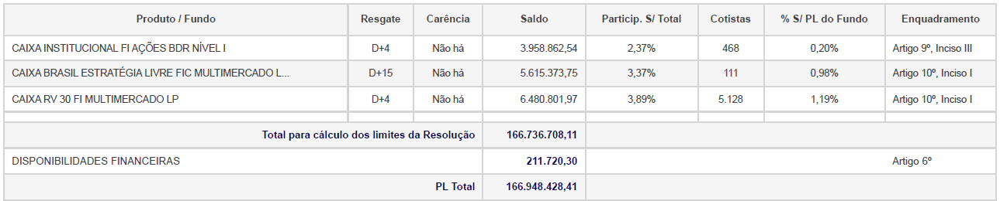 Produto / Fundo Resgate Carência Saldo Particip. S/ Total Cotistas % S/ PL do Fundo Enquadramento
CAIXA INSTITUCIONAL FI AÇÕES BDR NÍVEL I D+4 Não há 3.958.862,54 2,37% 468 0,20% Artigo 9º, Inciso III
CAIXA BRASIL ESTRATÉGIA LIVRE FIC MULTIMERCADO L... D+15 Não há 5.615.373,75 3,37% 111 0,98% Artigo 10º, Inciso I
CAIXA RV 30 FI MULTIMERCADO LP D+4 Não há 6.480.801,97 3,89% 5.128 1,19% Artigo 10º, Inciso I
Total para cálculo dos limites da Resolução 166.736.708,11
DISPONIBILIDADES FINANCEIRAS 211.720,30 Artigo 6º
PL Total 166.948.428,41